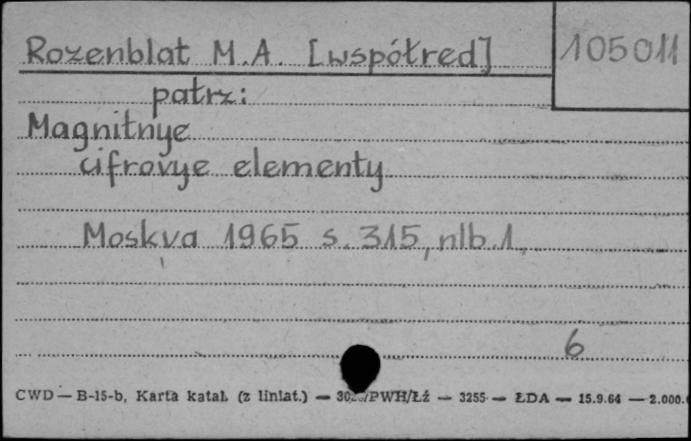 Rozenblat M.A. [współred] 105011
patrz:
Magnitnye
cifrovye elementy
Moskva 1965 s. 315, nlb. 1.
6
CWD — B-15-b, Karta katal. (z liniat.) — /PWH/Łź — 3255 — ŁDA — 15.9.64 — 2.000.